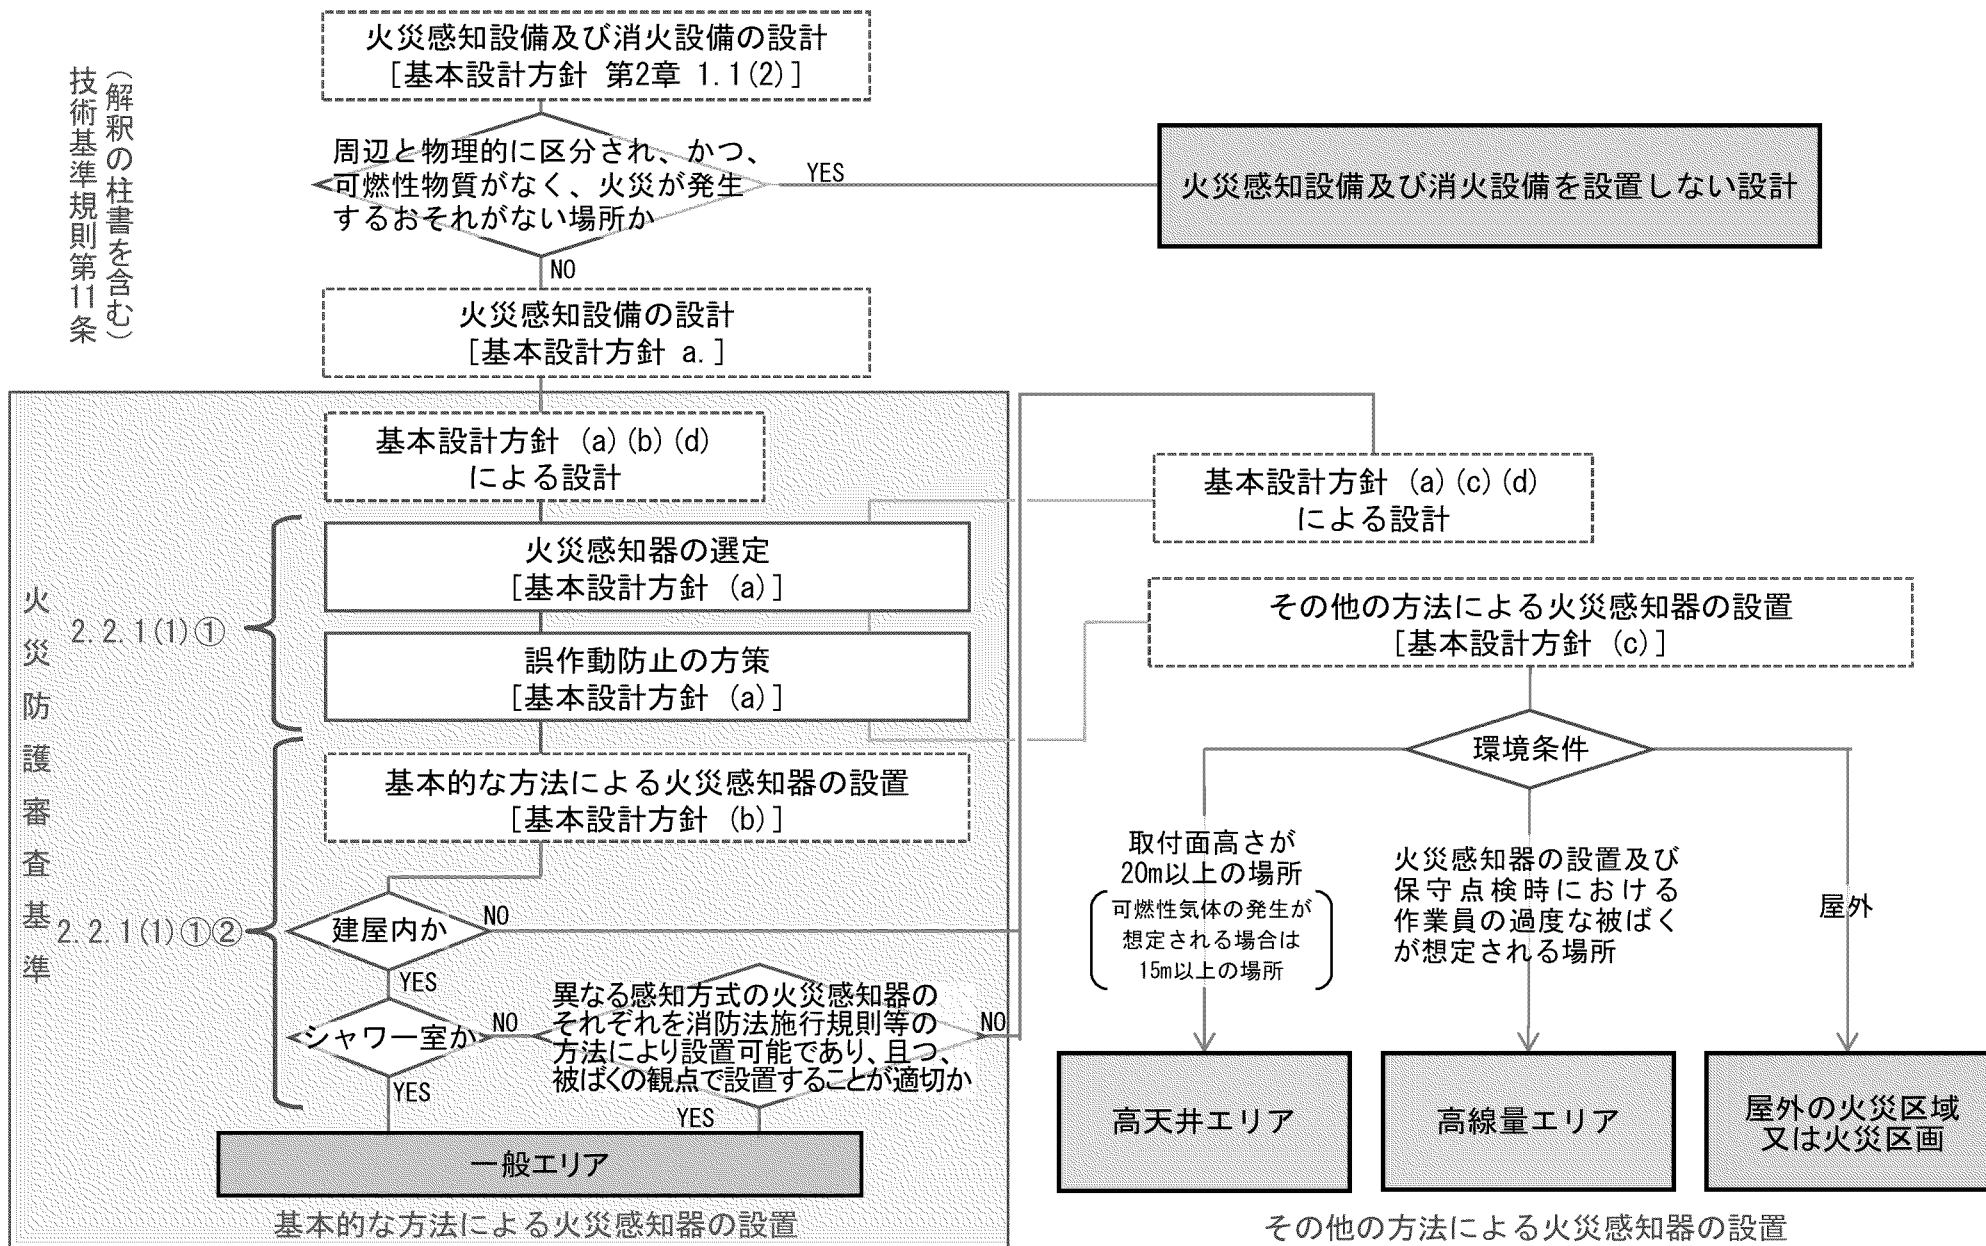 技術基準規則第11条
（解釈の柱書を含む）
火災感知設備及び消火設備の設計
[基本設計方針 第2章 1.1(2)]
周辺と物理的に区分され、かつ、
可燃性物質がなく、火災が発生
するおそれがない場所か
YES
火災感知設備及び消火設備を設置しない設計
NO
火災感知設備の設計
[基本設計方針 a.]
基本設計方針 (a)(b)(d)
による設計
火災感知器の選定
[基本設計方針 (a)]
誤作動防止の方策
[基本設計方針 (a)]
基本的な方法による火災感知器の設置
[基本設計方針 (b)]
火災防護審査基準
2.2.1(1)①
2.2.1(1)①②
建屋内か
NO
YES
シャワー室か
NO
YES
異なる感知方式の火災感知器の
それぞれを消防法施行規則等の
方法により設置可能であり、且つ、
被ばくの観点で設置することが適切か
NO
YES
一般エリア
基本的な方法による火災感知器の設置
基本設計方針 (a)(c)(d)
による設計
その他の方法による火災感知器の設置
[基本設計方針 (c)]
環境条件
取付面高さが
20m以上の場所
可燃性気体の発生が
想定される場合は
15m以上の場所
火災感知器の設置及び
保守点検時における
作業員の過度な被ばく
が想定される場所
屋外
高天井エリア
高線量エリア
屋外の火災区域
又は火災区画
その他の方法による火災感知器の設置